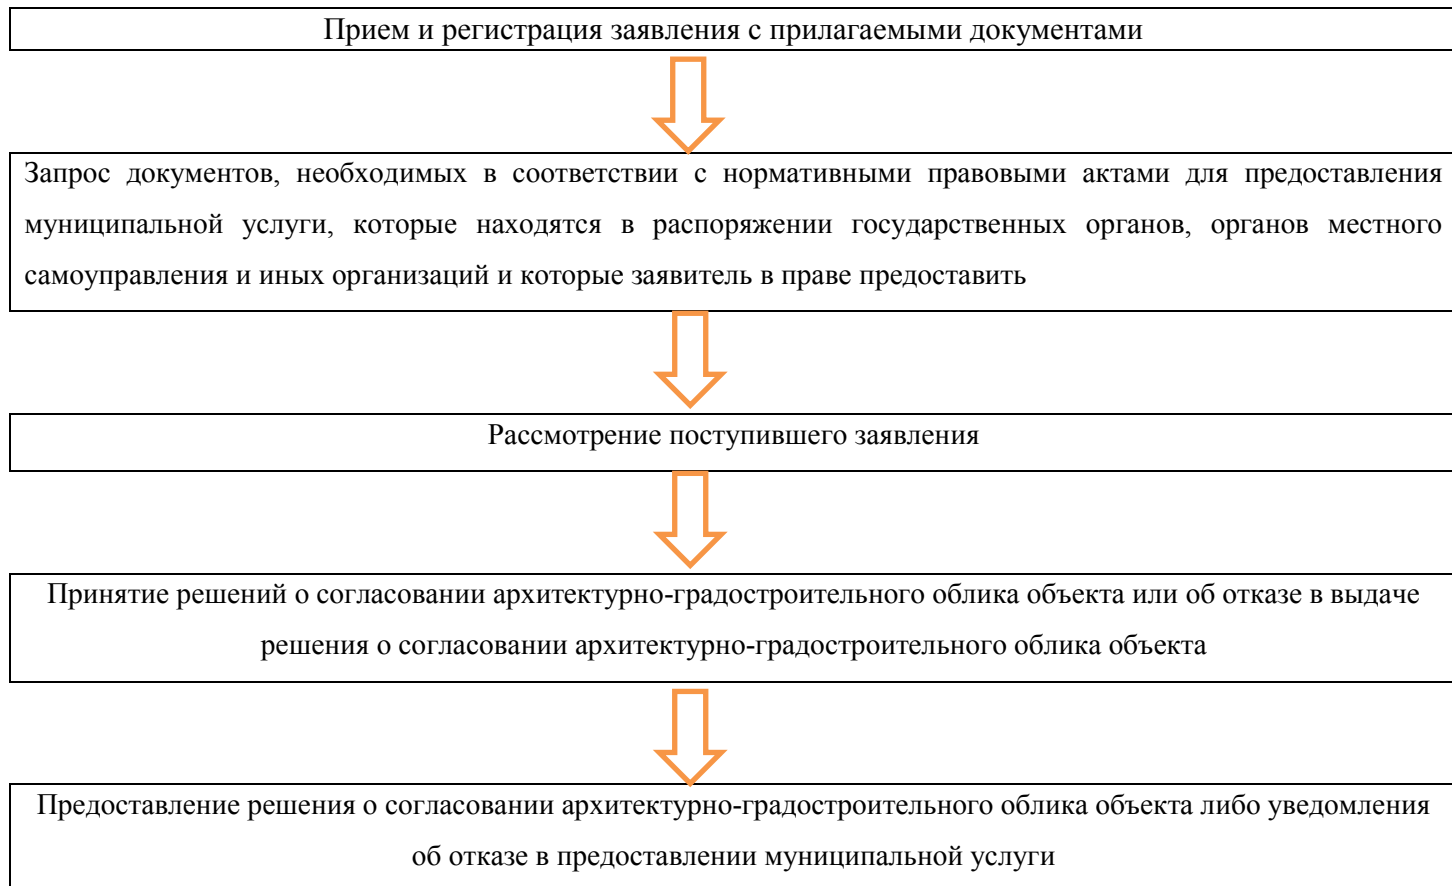 Прием и регистрация заявления с прилагаемыми документами
Запрос документов, необходимых в соответствии с нормативными правовыми актами для предоставления
муниципальной услуги, которые находятся в распоряжении государственных органов, органов местного
самоуправления и иных организаций и которые заявитель в праве предоставить
Рассмотрение поступившего заявления
Принятие решений о согласовании архитектурно-градостроительного облика объекта или об отказе в выдаче
решения о согласовании архитектурно-градостроительного облика объекта
Предоставление решения о согласовании архитектурно-градостроительного облика объекта либо уведомления
об отказе в предоставлении муниципальной услуги